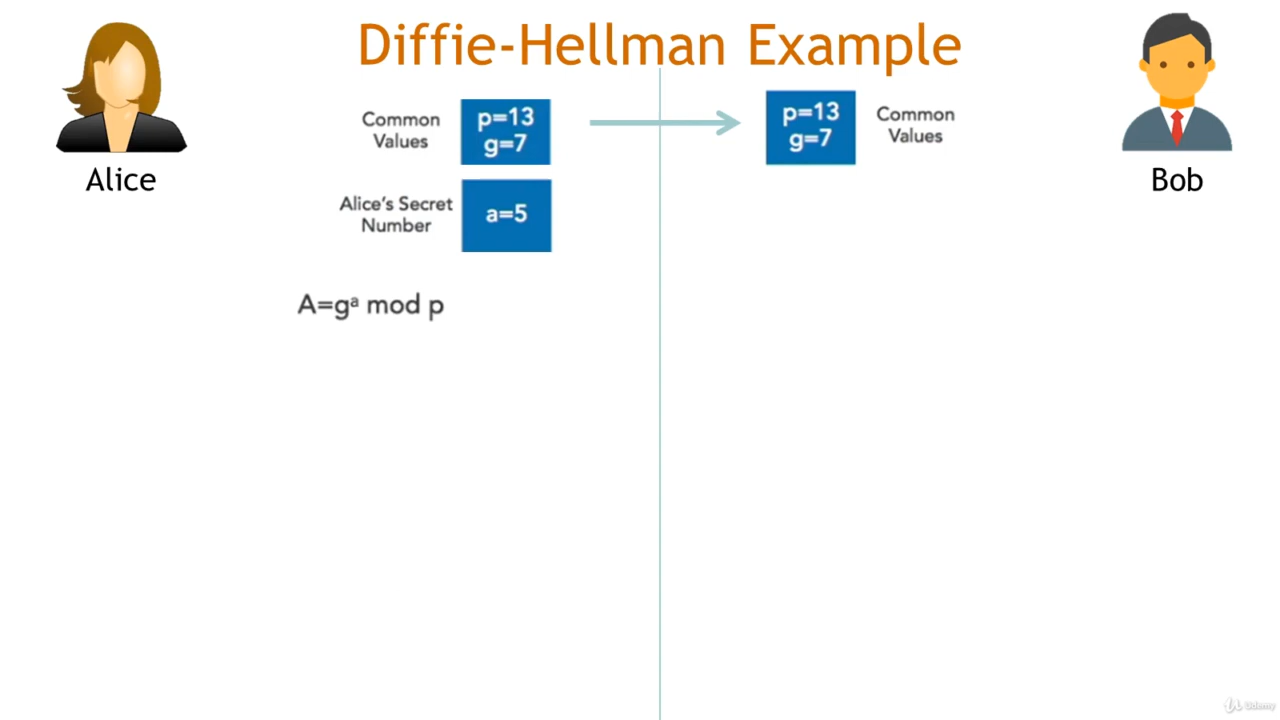 Diffie-Hellman Example
Alice
Common
Values
p=13
g=7
p=13
g=7
Common
Values
Bob
Alice's Secret
Number
a=5
A=gᵃ mod p
Udemy